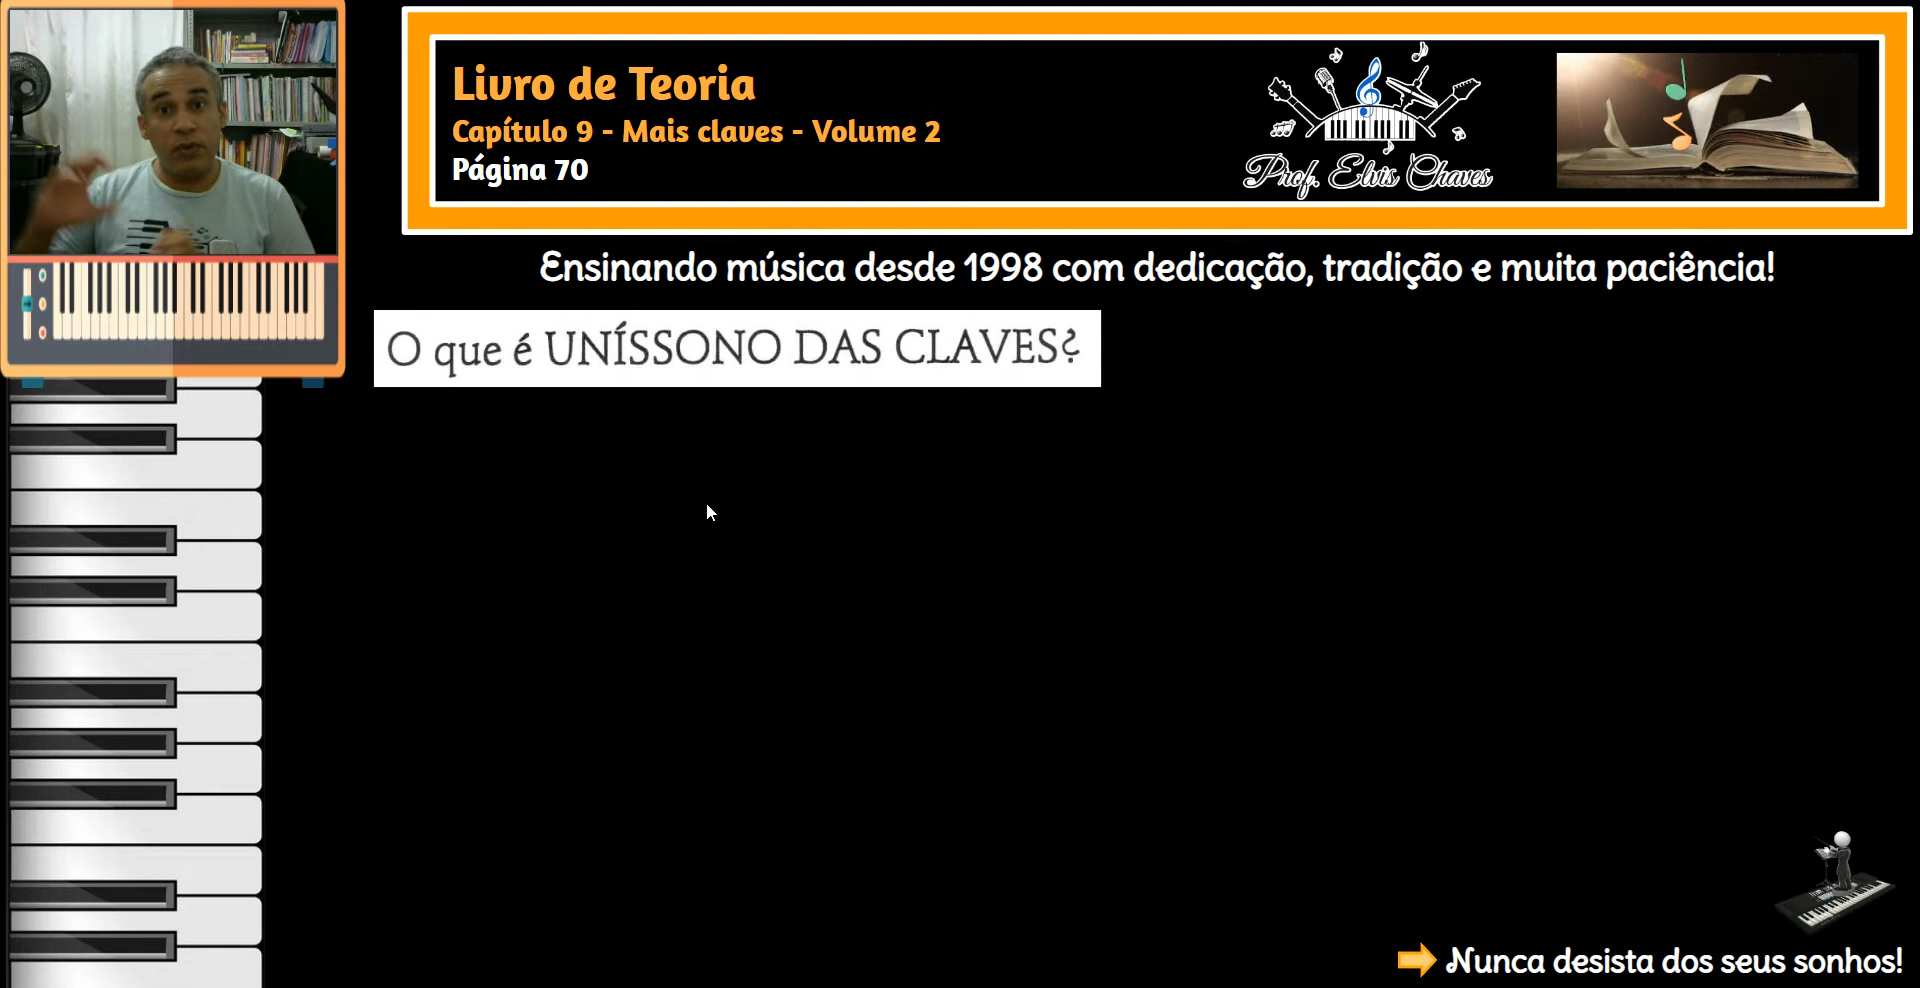 Livro de Teoria
Capítulo 9 - Mais claves - Volume 2
Página 70
Prof. Elvis Chaves
Ensinando música desde 1998 com dedicação, tradição e muita paciência!
O que é UNÍSSONO DAS CLAVES?
Nunca desista dos seus sonhos!